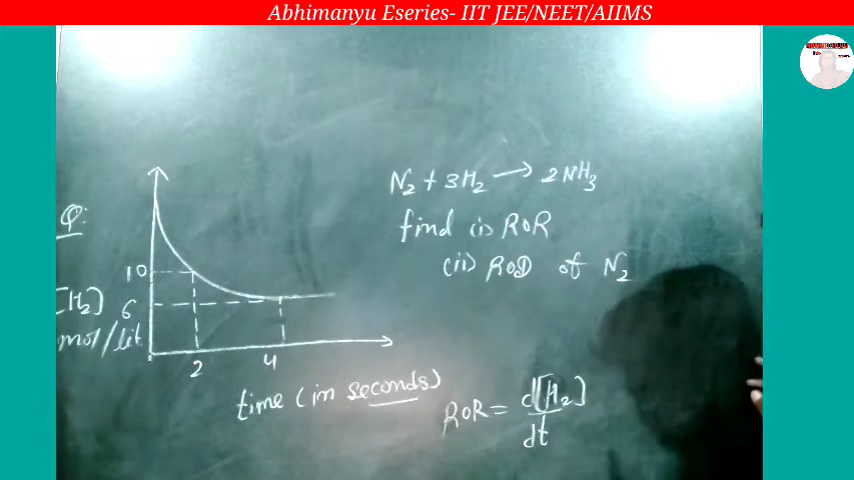 Abhimanyu Eseries- IIT JEE/NEET/AIIMS
N₂ + 3H₂ → 2NH₃
Q:
find (i) ROR
(ii) ROD of N₂
10
[H₂] 6
mol/lit
2 4
time (in seconds)
ROR = d[H₂]
dt